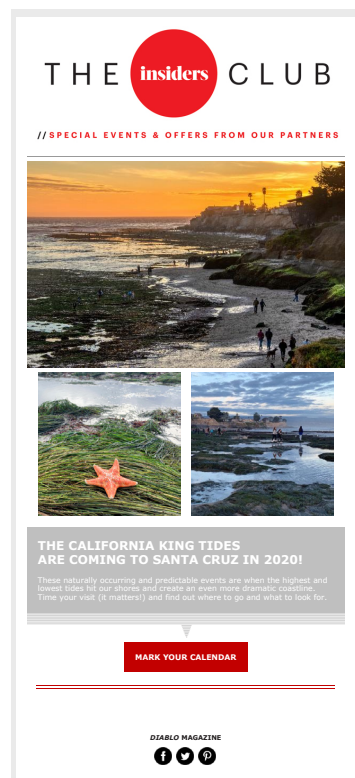 THE insiders CLUB
//SPECIAL EVENTS & OFFERS FROM OUR PARTNERS
THE CALIFORNIA KING TIDES
ARE COMING TO SANTA CRUZ IN 2020!
These naturally occurring and predictable events are when the highest and
lowest tides hit our shores and create an even more dramatic coastline.
Time your visit (it matters!) and find out where to go and what to look for.
MARK YOUR CALENDAR
DIABLO MAGAZINE